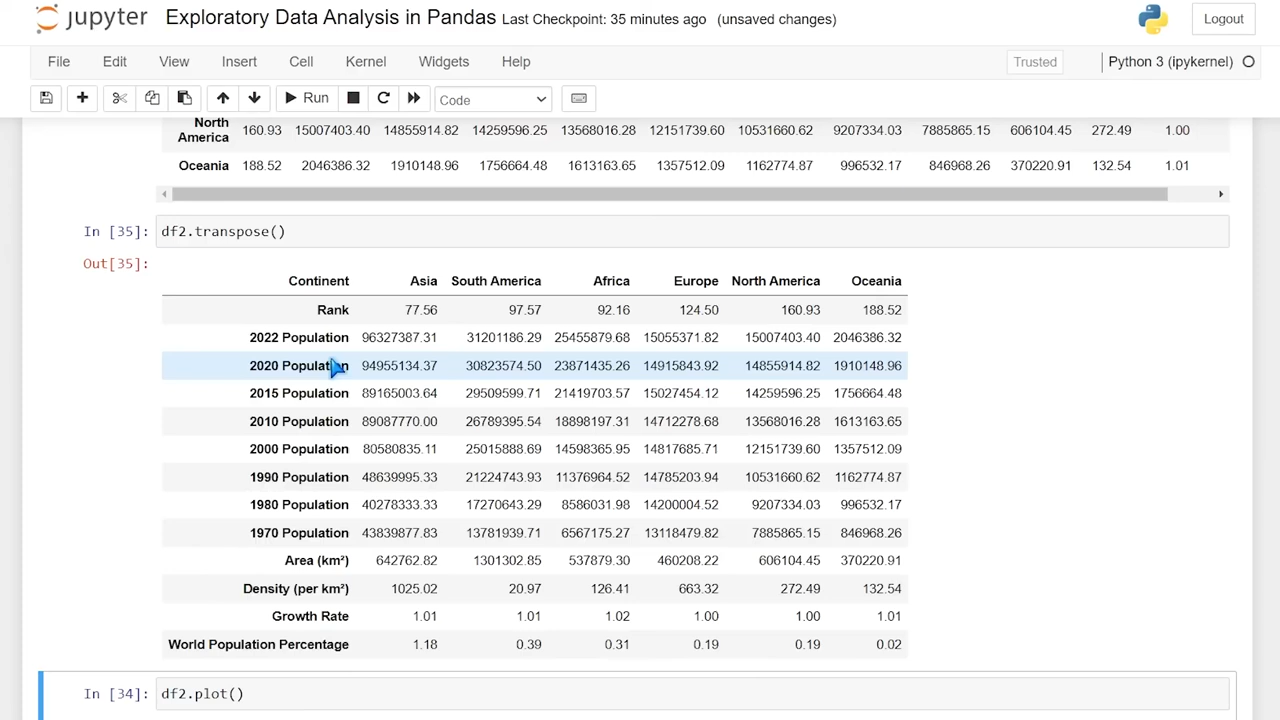 jupyter Exploratory Data Analysis in Pandas Last Checkpoint: 35 minutes ago (unsaved changes) Logout
File Edit View Insert Cell Kernel Help Trusted Python 3 (ipykernel)
Run Code
North America 160.93 15007403.40 14855914.82 14259596.25 13568016.28 12151739.60 10531660.62 9207334.03 7885865.15 606104.45 272.49 1.00
Oceania 188.52 2046386.32 1910148.96 1756664.48 1613163.65 1357512.09 1162774.87 996532.17 846968.26 370220.91 132.54 1.01
In [35]: df2.transpose()
Out[35]:
Continent Asia South America Africa Europe North America Oceania
Rank 77.56 97.57 92.16 124.50 160.93 188.52
2022 Population 96327387.31 31201186.29 25455879.68 15055371.82 15007403.40 2046386.32
2020 Population 94955134.37 30823574.50 23871435.26 14915843.92 14855914.82 1910148.96
2015 Population 89165003.64 29509599.71 21419703.57 15027454.12 14259596.25 1756664.48
2010 Population 89087770.00 26789395.54 18898197.31 14712278.68 13568016.28 1613163.65
2000 Population 80580835.11 25015888.69 14598365.95 14817685.71 12151739.60 1357512.09
1990 Population 48639995.33 21224743.93 11376964.52 14785203.94 10531660.62 1162774.87
1980 Population 40278333.33 17270643.29 8586031.98 14200004.52 9207334.03 996532.17
1970 Population 43839877.83 13781939.71 6567175.27 13118479.82 7885865.15 846968.26
Area (km²) 642762.82 1301302.85 537879.30 460208.22 606104.45 370220.91
Density (per km²) 1025.02 20.97 126.41 663.32 272.49 132.54
Growth Rate 1.01 1.01 1.02 1.00 1.00 1.01
World Population Percentage 1.18 0.39 0.31 0.19 0.19 0.02
In [34]: df2.plot()